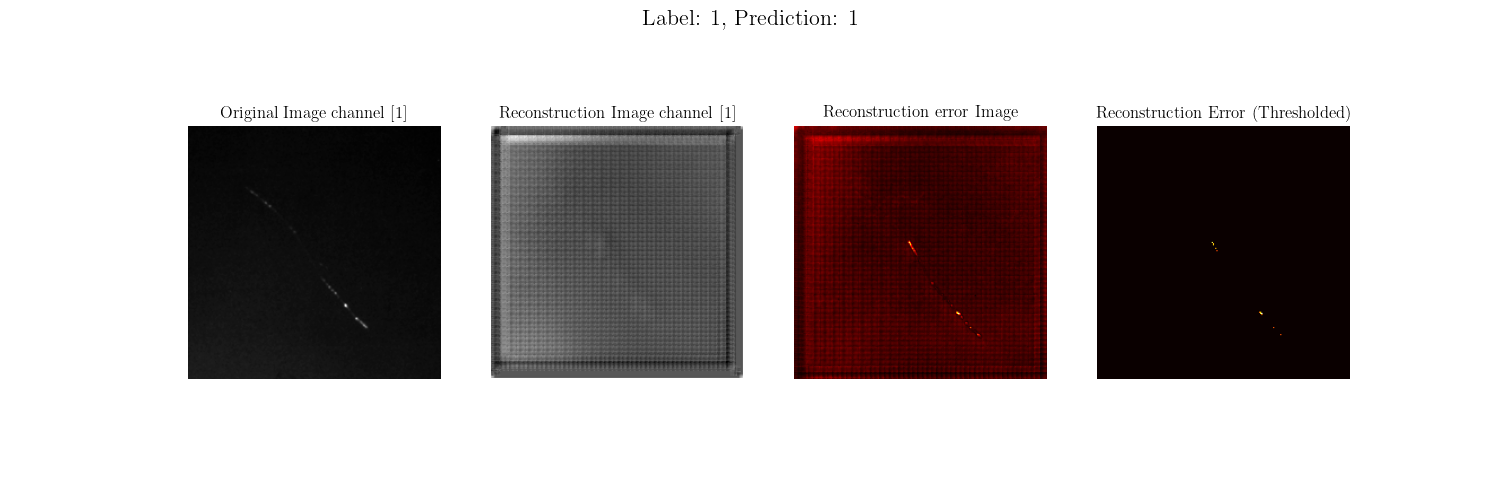 Label: 1, Prediction: 1
Original Image channel [1]
Reconstruction Image channel [1]
Reconstruction error Image
Reconstruction Error (Thresholded)